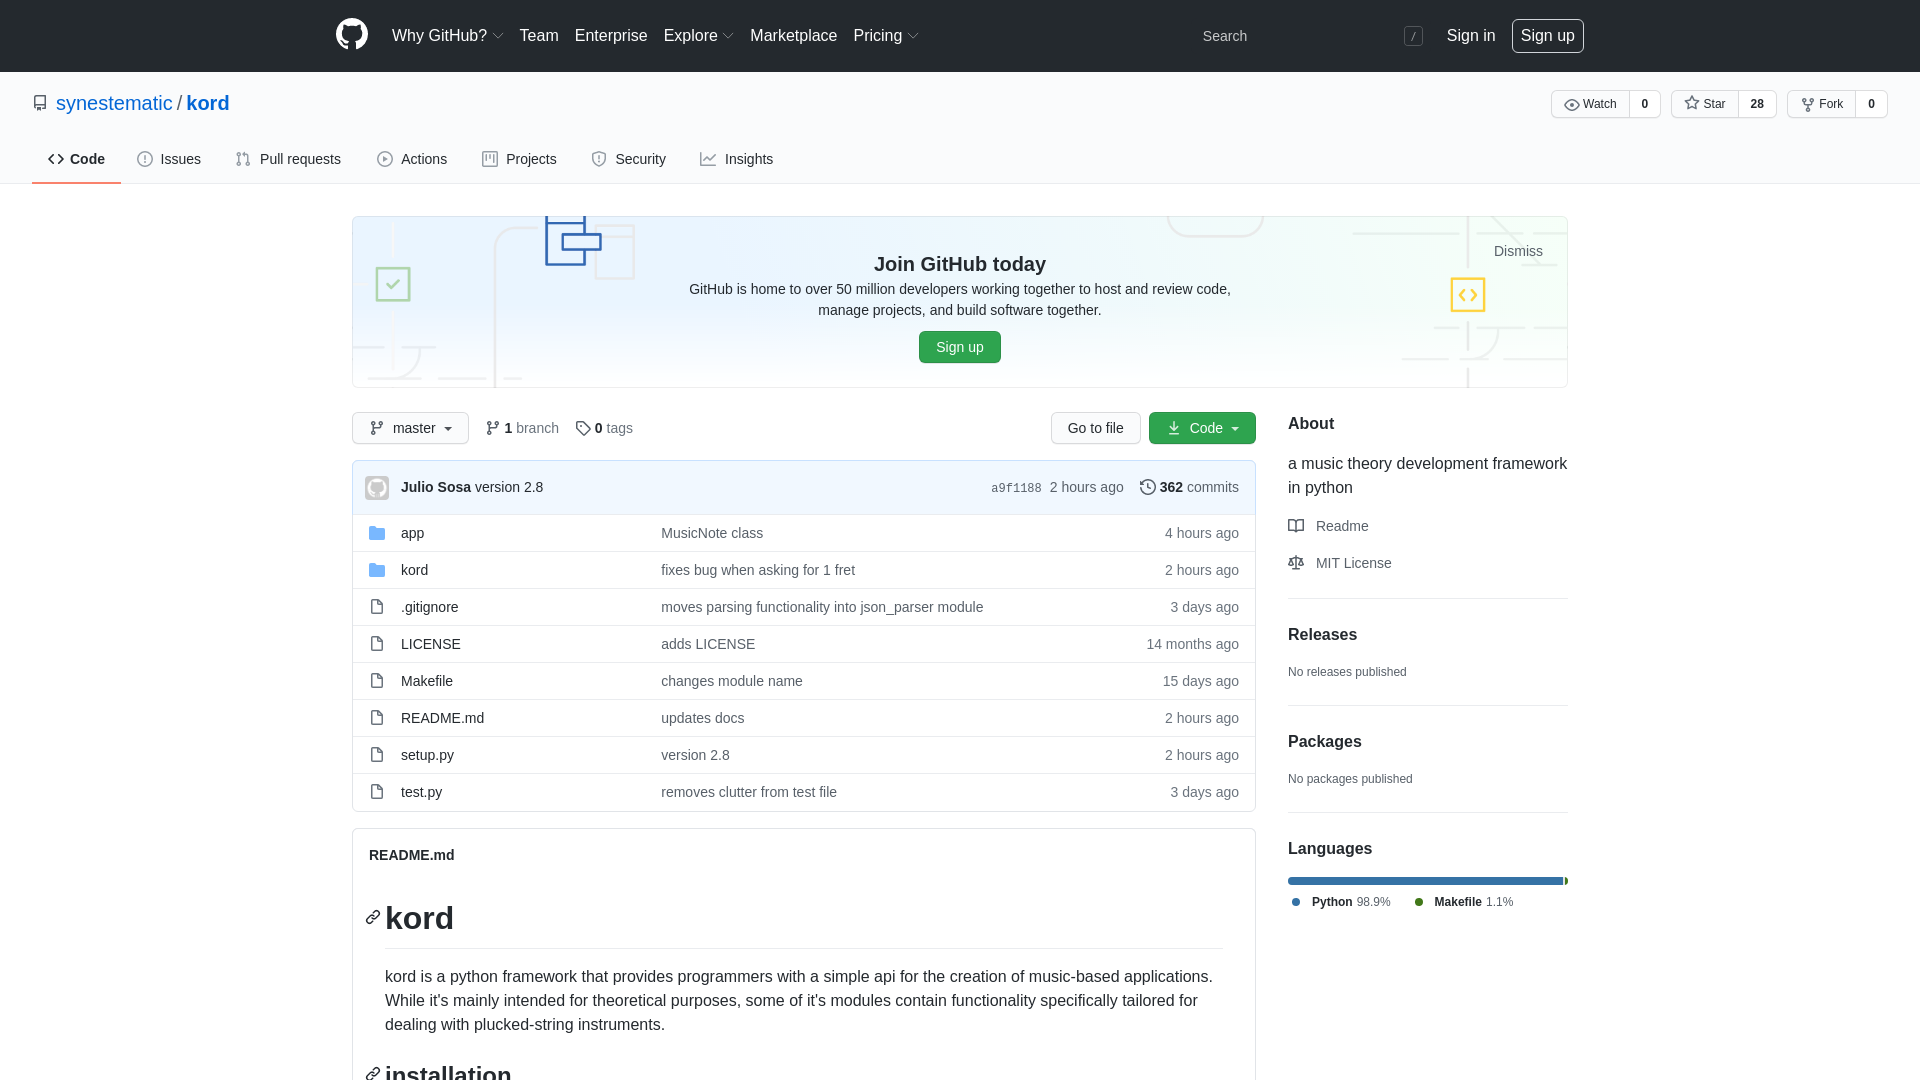 Why GitHub? Team Enterprise Explore Marketplace Pricing Search / Sign in Sign up
synestematic / kord Watch 0 Star 28 Fork 0
Code Issues Pull requests Actions Projects Security Insights
Dismiss
Join GitHub today
GitHub is home to over 50 million developers working together to host and review code,
manage projects, and build software together.
Sign up
master 1 branch 0 tags Go to file Code
Julio Sosa version 2.8 a9f1188 2 hours ago 362 commits
app MusicNote class 4 hours ago
kord fixes bug when asking for 1 fret 2 hours ago
.gitignore moves parsing functionality into json_parser module 3 days ago
LICENSE adds LICENSE 14 months ago
Makefile changes module name 15 days ago
README.md updates docs 2 hours ago
setup.py version 2.8 2 hours ago
test.py removes clutter from test file 3 days ago
README.md
kord
kord is a python framework that provides programmers with a simple api for the creation of music-based applications.
While it's mainly intended for theoretical purposes, some of it's modules contain functionality specifically tailored for
dealing with plucked-string instruments.
installation
About
a music theory development framework
in python
Readme
MIT License
Releases
No releases published
Packages
No packages published
Languages
Python 98.9% Makefile 1.1%